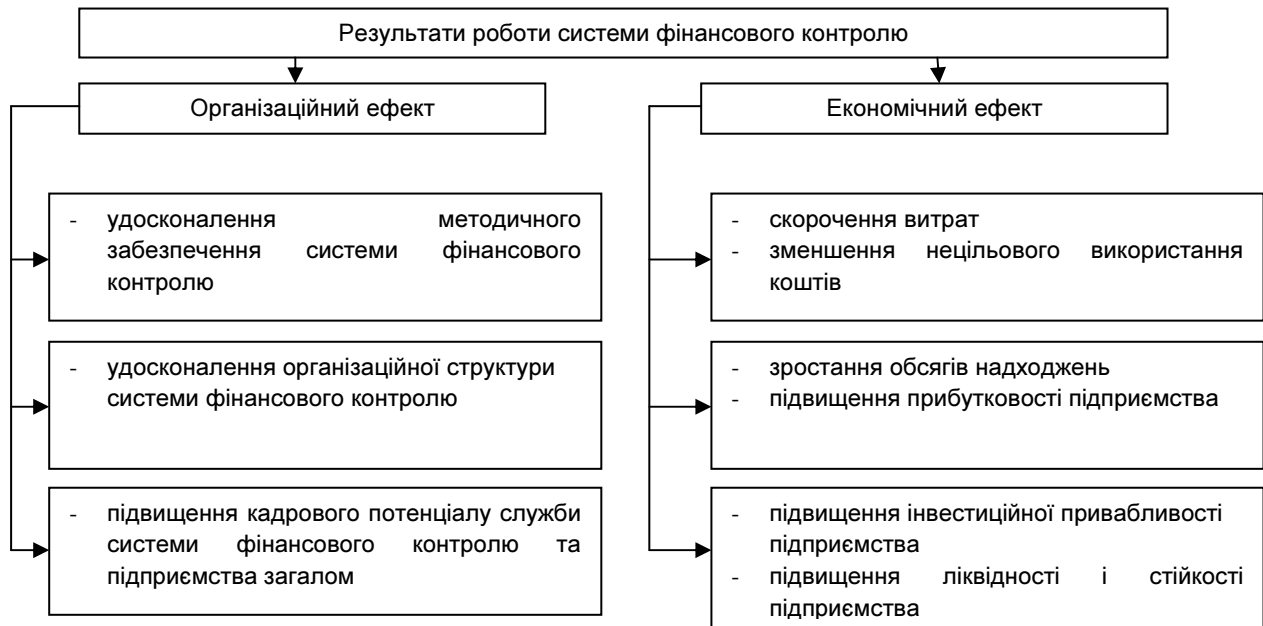 Результати роботи системи фінансового контролю
Організаційний ефект
Економічний ефект
- удосконалення методичного
забезпечення системи фінансового
контролю
- удосконалення організаційної структури
системи фінансового контролю
- підвищення кадрового потенціалу служби
системи фінансового контролю та
підприємства загалом
- скорочення витрат
- зменшення нецільового використання
коштів
- зростання обсягів надходжень
- підвищення прибутковості підприємства
- підвищення інвестиційної привабливості
підприємства
- підвищення ліквідності і стійкості
підприємства